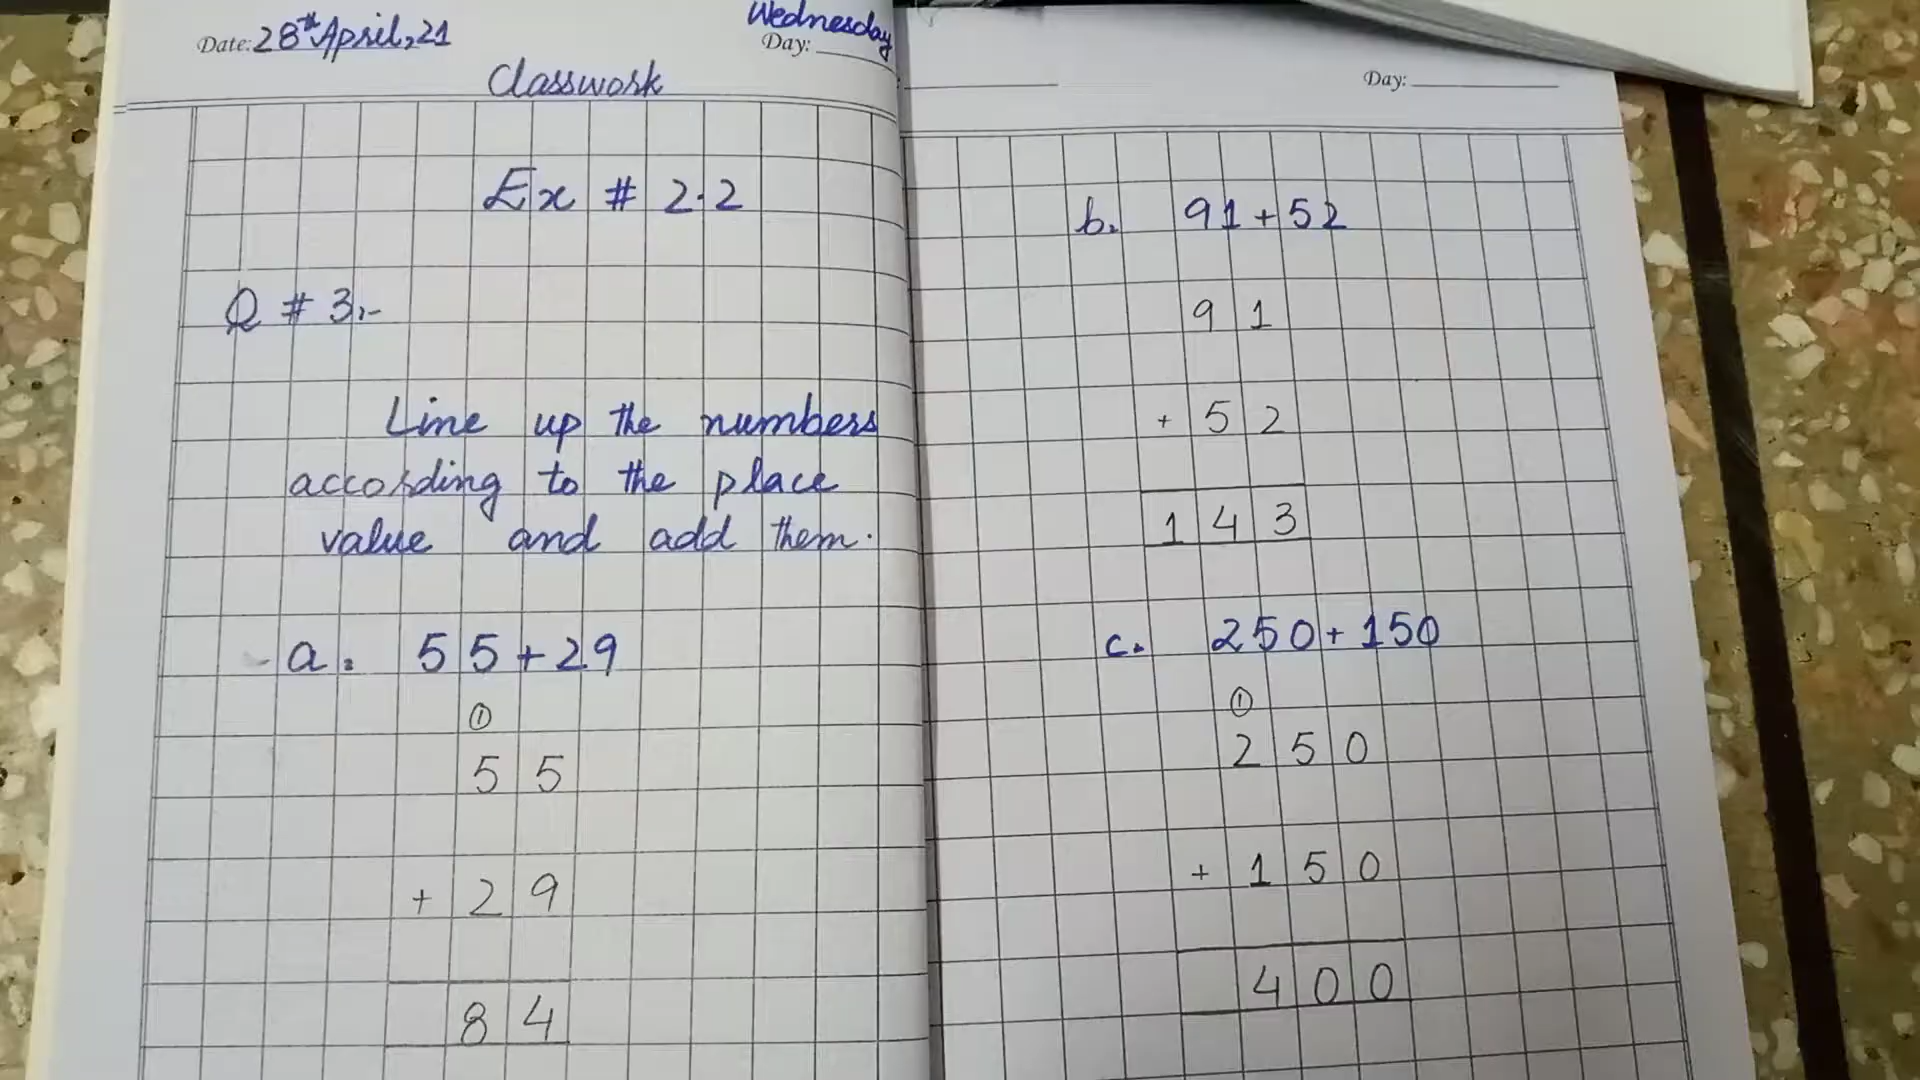 Date: 28th April, 21
Wednesday
Day:
Classwork
Ex # 2.2
Q # 3.-
Line up the numbers
according to the place
value and add them.
a. 55+29
1
55
+ 29
84
Day:
b. 91+52
91
+ 52
143
c. 250+150
1
250
+ 150
400